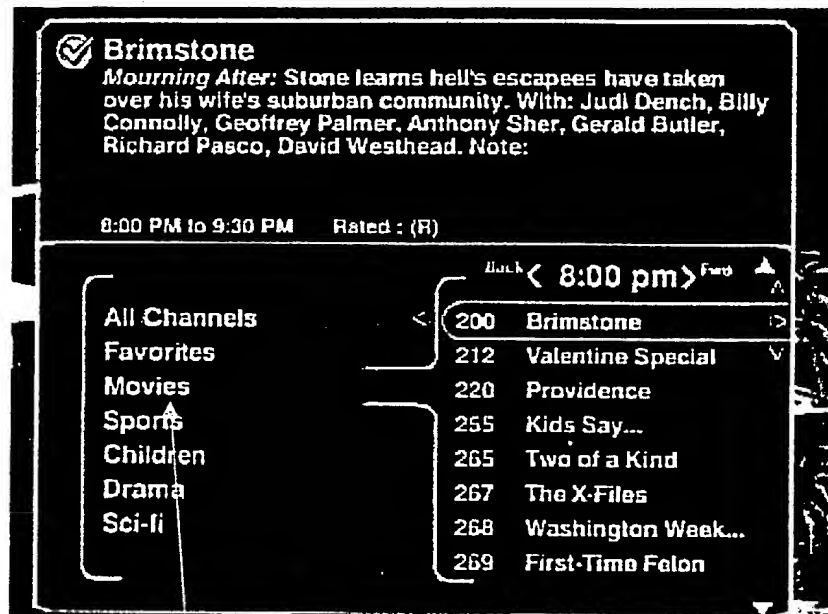 Brimstone
Mourning After: Stone learns hell's escapees have taken
over his wife's suburban community. With: Judi Dench, Billy
Connolly, Geoffrey Palmer, Anthony Sher, Gerald Butler,
Richard Pasco, David Westhead. Note:
8:00 PM to 9:30 PM Rated : (R)
Back < 8:00 pm > Fwd
All Channels
Favorites
Movies
Sports
Children
Drama
Sci-fi
< 200 Brimstone >
212 Valentine Special
220 Providence
255 Kids Say...
265 Two of a Kind
267 The X-Files
268 Washington Week...
269 First-Time Felon